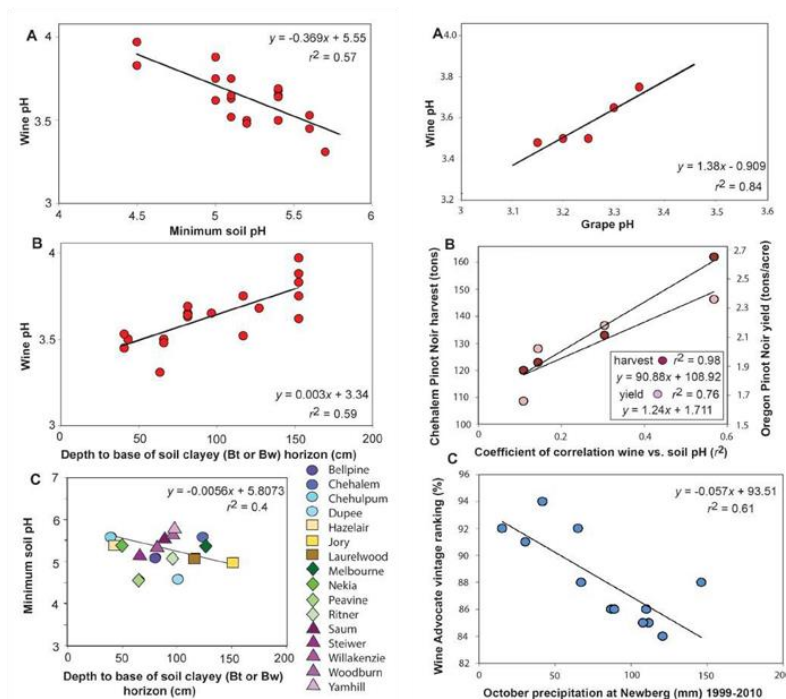 A
4
3.5
3
Wine pH
y = -0.369x + 5.55
r² = 0.57
4
4.5
5
5.5
6
Minimum soil pH
B
4
3.5
3
Wine pH
y = 0.003x + 3.34
r² = 0.59
0
50
100
150
200
Depth to base of soil clayey (Bt or Bw) horizon (cm)
C
7
6
5
4
3
Minimum soil pH
y = -0.0056x + 5.8073
r² = 0.4
0
50
100
150
200
Depth to base of soil clayey (Bt or Bw)
horizon (cm)
Bellpine
Chehalem
Chehulpum
Dupee
Hazelair
Jory
Laurelwood
Melbourne
Nekia
Peavine
Ritner
Saum
Steiwer
Willakenzie
Woodburn
Yamhill
A
4.0
3.8
3.6
3.4
3.2
Wine pH
y = 1.38x - 0.909
r² = 0.84
3
3.1
3.2
3.3
3.4
3.5
3.6
Grape pH
B
160
150
140
130
120
110
100
Chehalem Pinot Noir harvest (tons)
2.7
2.5
2.3
2.1
1.9
1.7
1.5
Oregon Pinot Noir yield (tons/acre)
harvest r² = 0.98
y = 90.88x + 108.92
yield r² = 0.76
y = 1.24x + 1.711
0
0.2
0.4
0.6
0.8
Coefficient of correlation wine vs. soil pH (r²)
C
96
94
92
90
88
86
84
82
Wine Advocate vintage ranking (%)
y = -0.057x + 93.51
r² = 0.61
0
50
100
150
200
October precipitation at Newberg (mm) 1999-2010